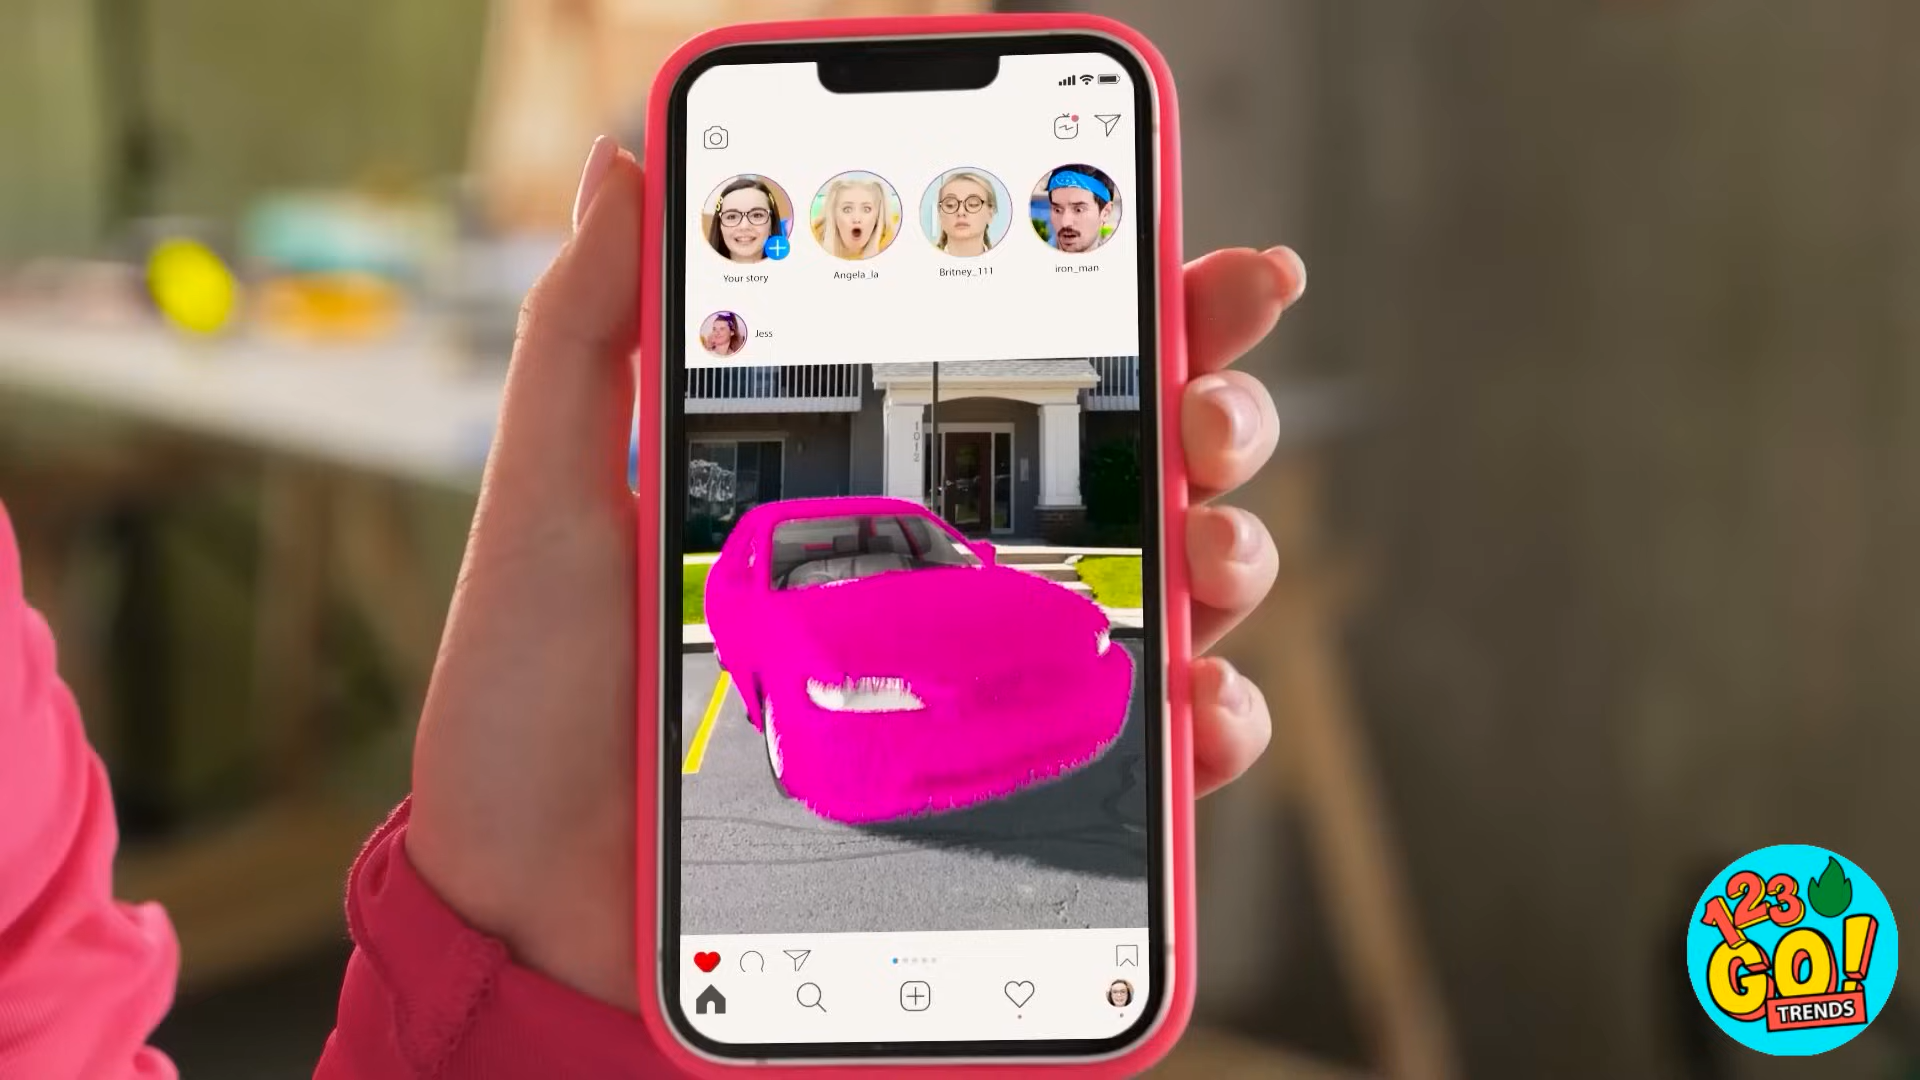 Your story
Angela_la
Britney_111
iron_man
Jess
1012
123
GO!
TRENDS